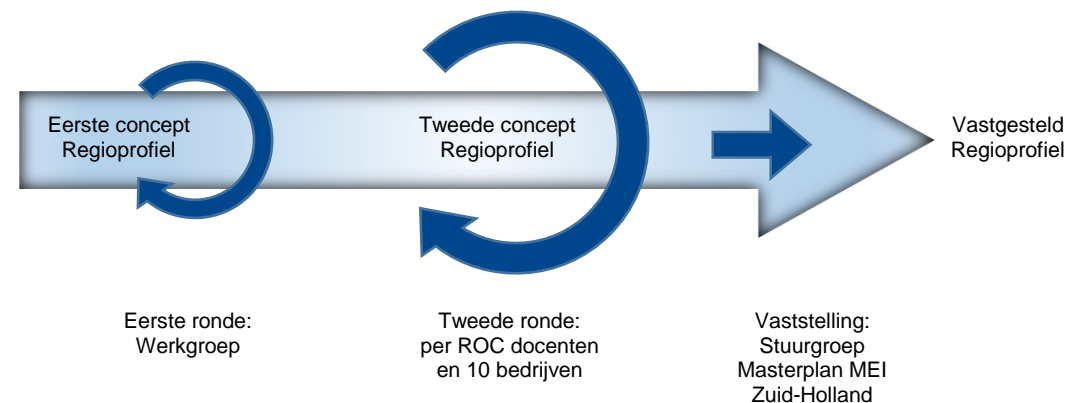 Eerste concept
Regioprofiel
Tweede concept
Regioprofiel
Vastgesteld
Regioprofiel
Eerste ronde:
Werkgroep
Tweede ronde:
per ROC docenten
en 10 bedrijven
Vaststelling:
Stuurgroep
Masterplan MEI
Zuid-Holland